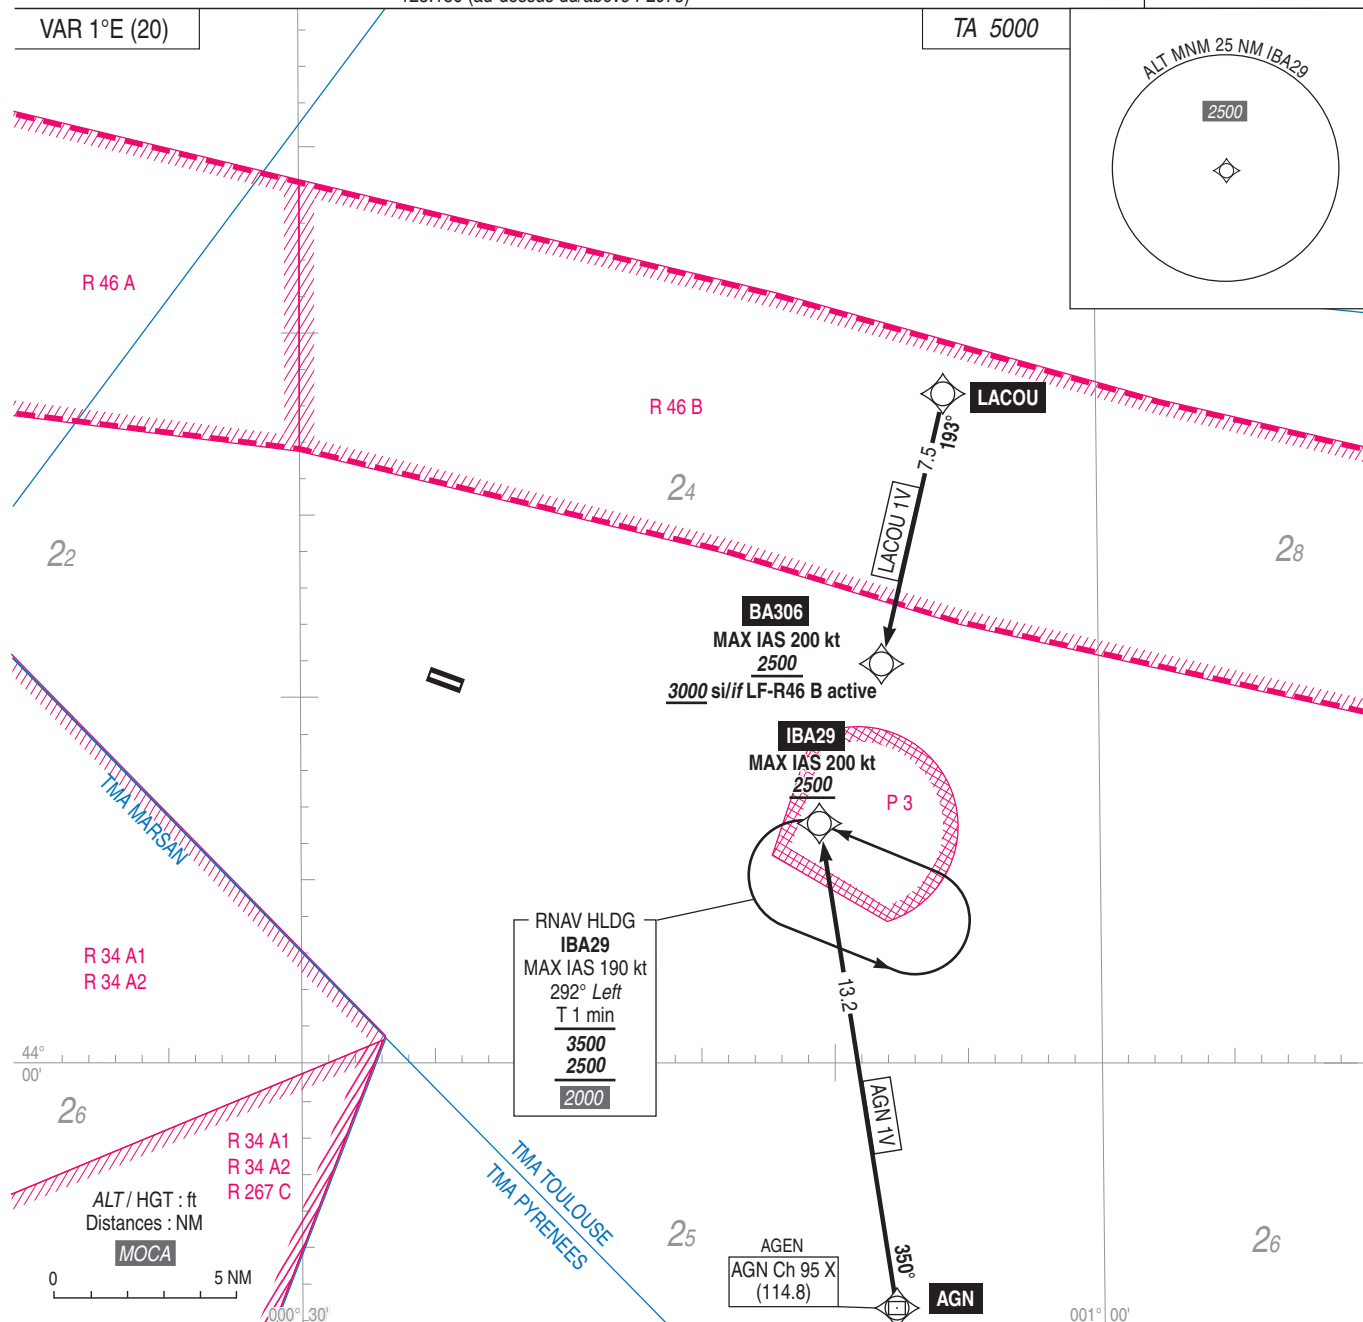 VAR 1°E (20)
TA 5000
ALT MNM 25 NM IBA29
2500
R 46 A
R 46 B
LACOU
193°
7.5
LACOU 1V
24
22
28
BA306
MAX IAS 200 kt
2500
3000 si/if LF-R46 B active
IBA29
MAX IAS 200 kt
2500
P 3
TMA MARSAN
RNAV HLDG
IBA29
MAX IAS 190 kt
292° Left
T 1 min
3500
2500
2000
13.2
AGN 1V
350°
R 34 A1
R 34 A2
44°
00'
26
R 34 A1
R 34 A2
R 267 C
ALT / HGT : ft
Distances : NM
MOCA
0 5 NM
TMA TOULOUSE
TMA PYRENEES
25
26
AGEN
AGN Ch 95 X
(114.8)
AGN
000° 30'
001° 00'